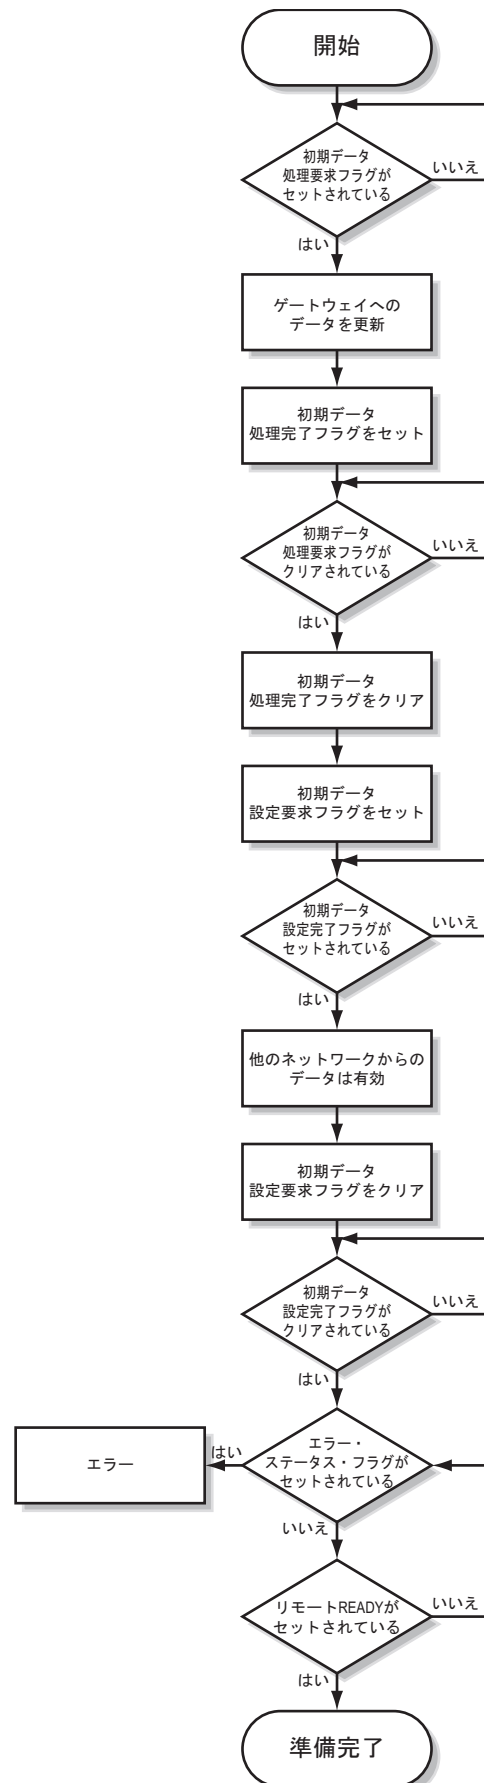 開始
初期データ
処理要求フラグが
セットされている
いいえ
はい
ゲートウェイへの
データを更新
初期データ
処理完了フラグをセット
初期データ
処理要求フラグが
クリアされている
いいえ
はい
初期データ
処理完了フラグをクリア
初期データ
設定要求フラグをセット
初期データ
設定完了フラグが
セットされている
いいえ
はい
他のネットワークからの
データは有効
初期データ
設定要求フラグをクリア
初期データ
設定完了フラグが
クリアされている
いいえ
はい
エラー・
ステータス・フラグが
セットされている
はい
エラー
いいえ
リモートREADYが
セットされている
いいえ
はい
準備完了